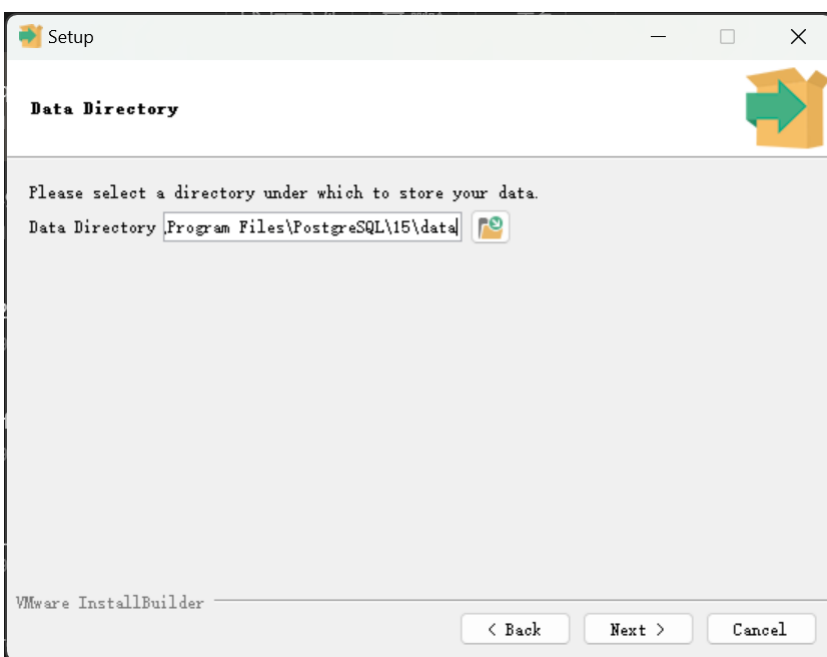 Setup
Data Directory
Please select a directory under which to store your data.
Data Directory Program Files\PostgreSQL\15\data
VMware InstallBuilder
< Back Next > Cancel